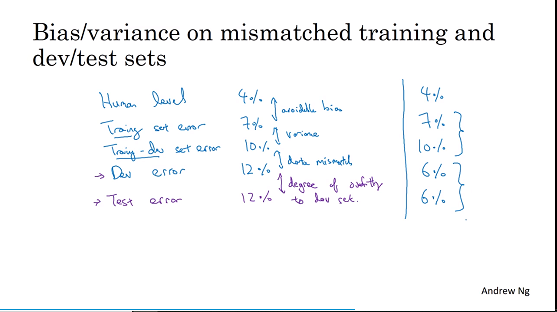 Bias/variance on mismatched training and
dev/test sets
Human level 4% 4%
avoidable bias
Training set error 7% 7%
variance
Training-dev set error 10% 10%
data mismatch
→ Dev error 12% 6%
degree of overfitting
→ Test error 12% to dev set. 6%
Andrew Ng